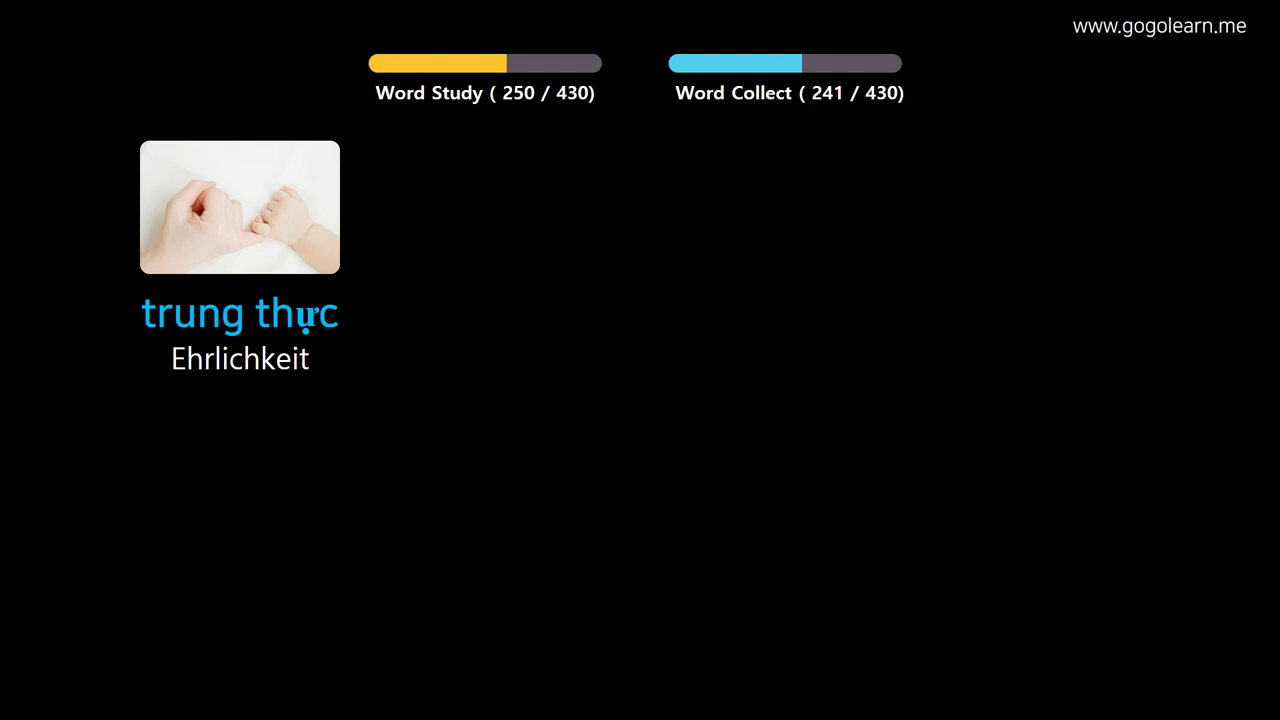 www.gogolearn.me
Word Study ( 250 / 430)
Word Collect ( 241 / 430)
trung thực
Ehrlichkeit